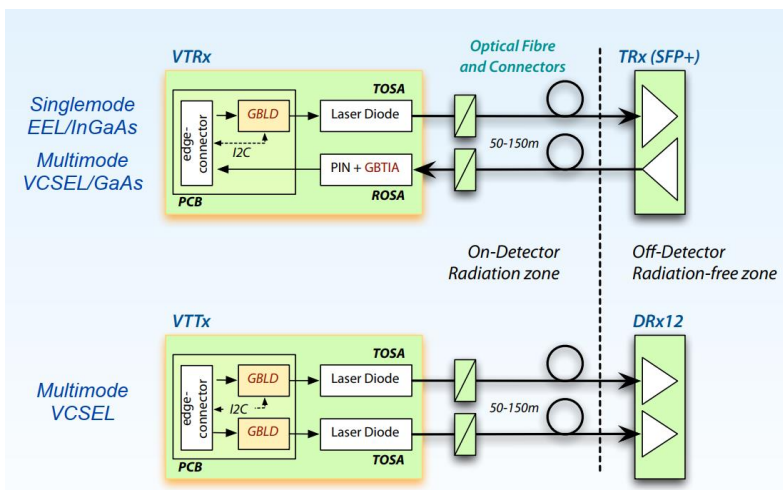 Optical Fibre
and Connectors
VTRx
TRx (SFP+)
TOSA
Singlemode
EEL/InGaAs
Multimode
VCSEL/GaAs
edge-
connector
GBLD
Laser Diode
I2C
50-150m
PIN + GBTIA
PCB
ROSA
On-Detector
Radiation zone
Off-Detector
Radiation-free zone
VTTx
DRx12
TOSA
Multimode
VCSEL
edge-
connector
GBLD
Laser Diode
I2C
50-150m
GBLD
Laser Diode
PCB
TOSA